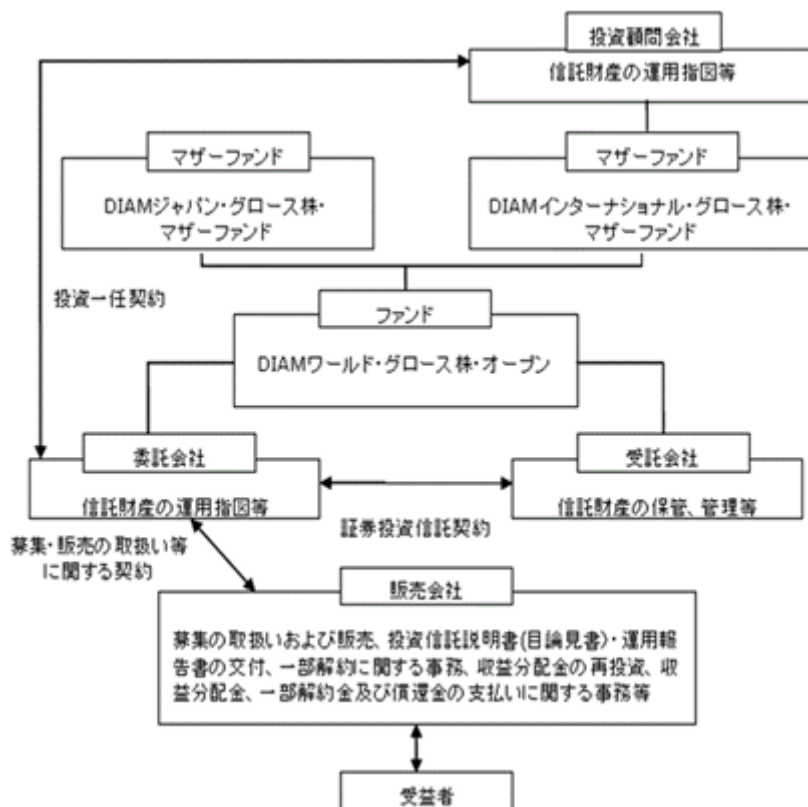 投資顧問会社
信託財産の運用指図等
マザーファンド
DIAMジャパン・グロース株・
マザーファンド
マザーファンド
DIAMインターナショナル・グロース株・
マザーファンド
投資一任契約
ファンド
DIAMワールド・グロース株・オープン
委託会社
信託財産の運用指図等
受託会社
信託財産の保管、管理等
証券投資信託契約
募集・販売の取扱い等
に関する契約
販売会社
募集の取扱いおよび販売、投資信託説明書(目論見書)・運用報
告書の交付、一部解約に関する事務、収益分配金の再投資、収
益分配金、一部解約金及び償還金の支払いに関する事務等
受益者